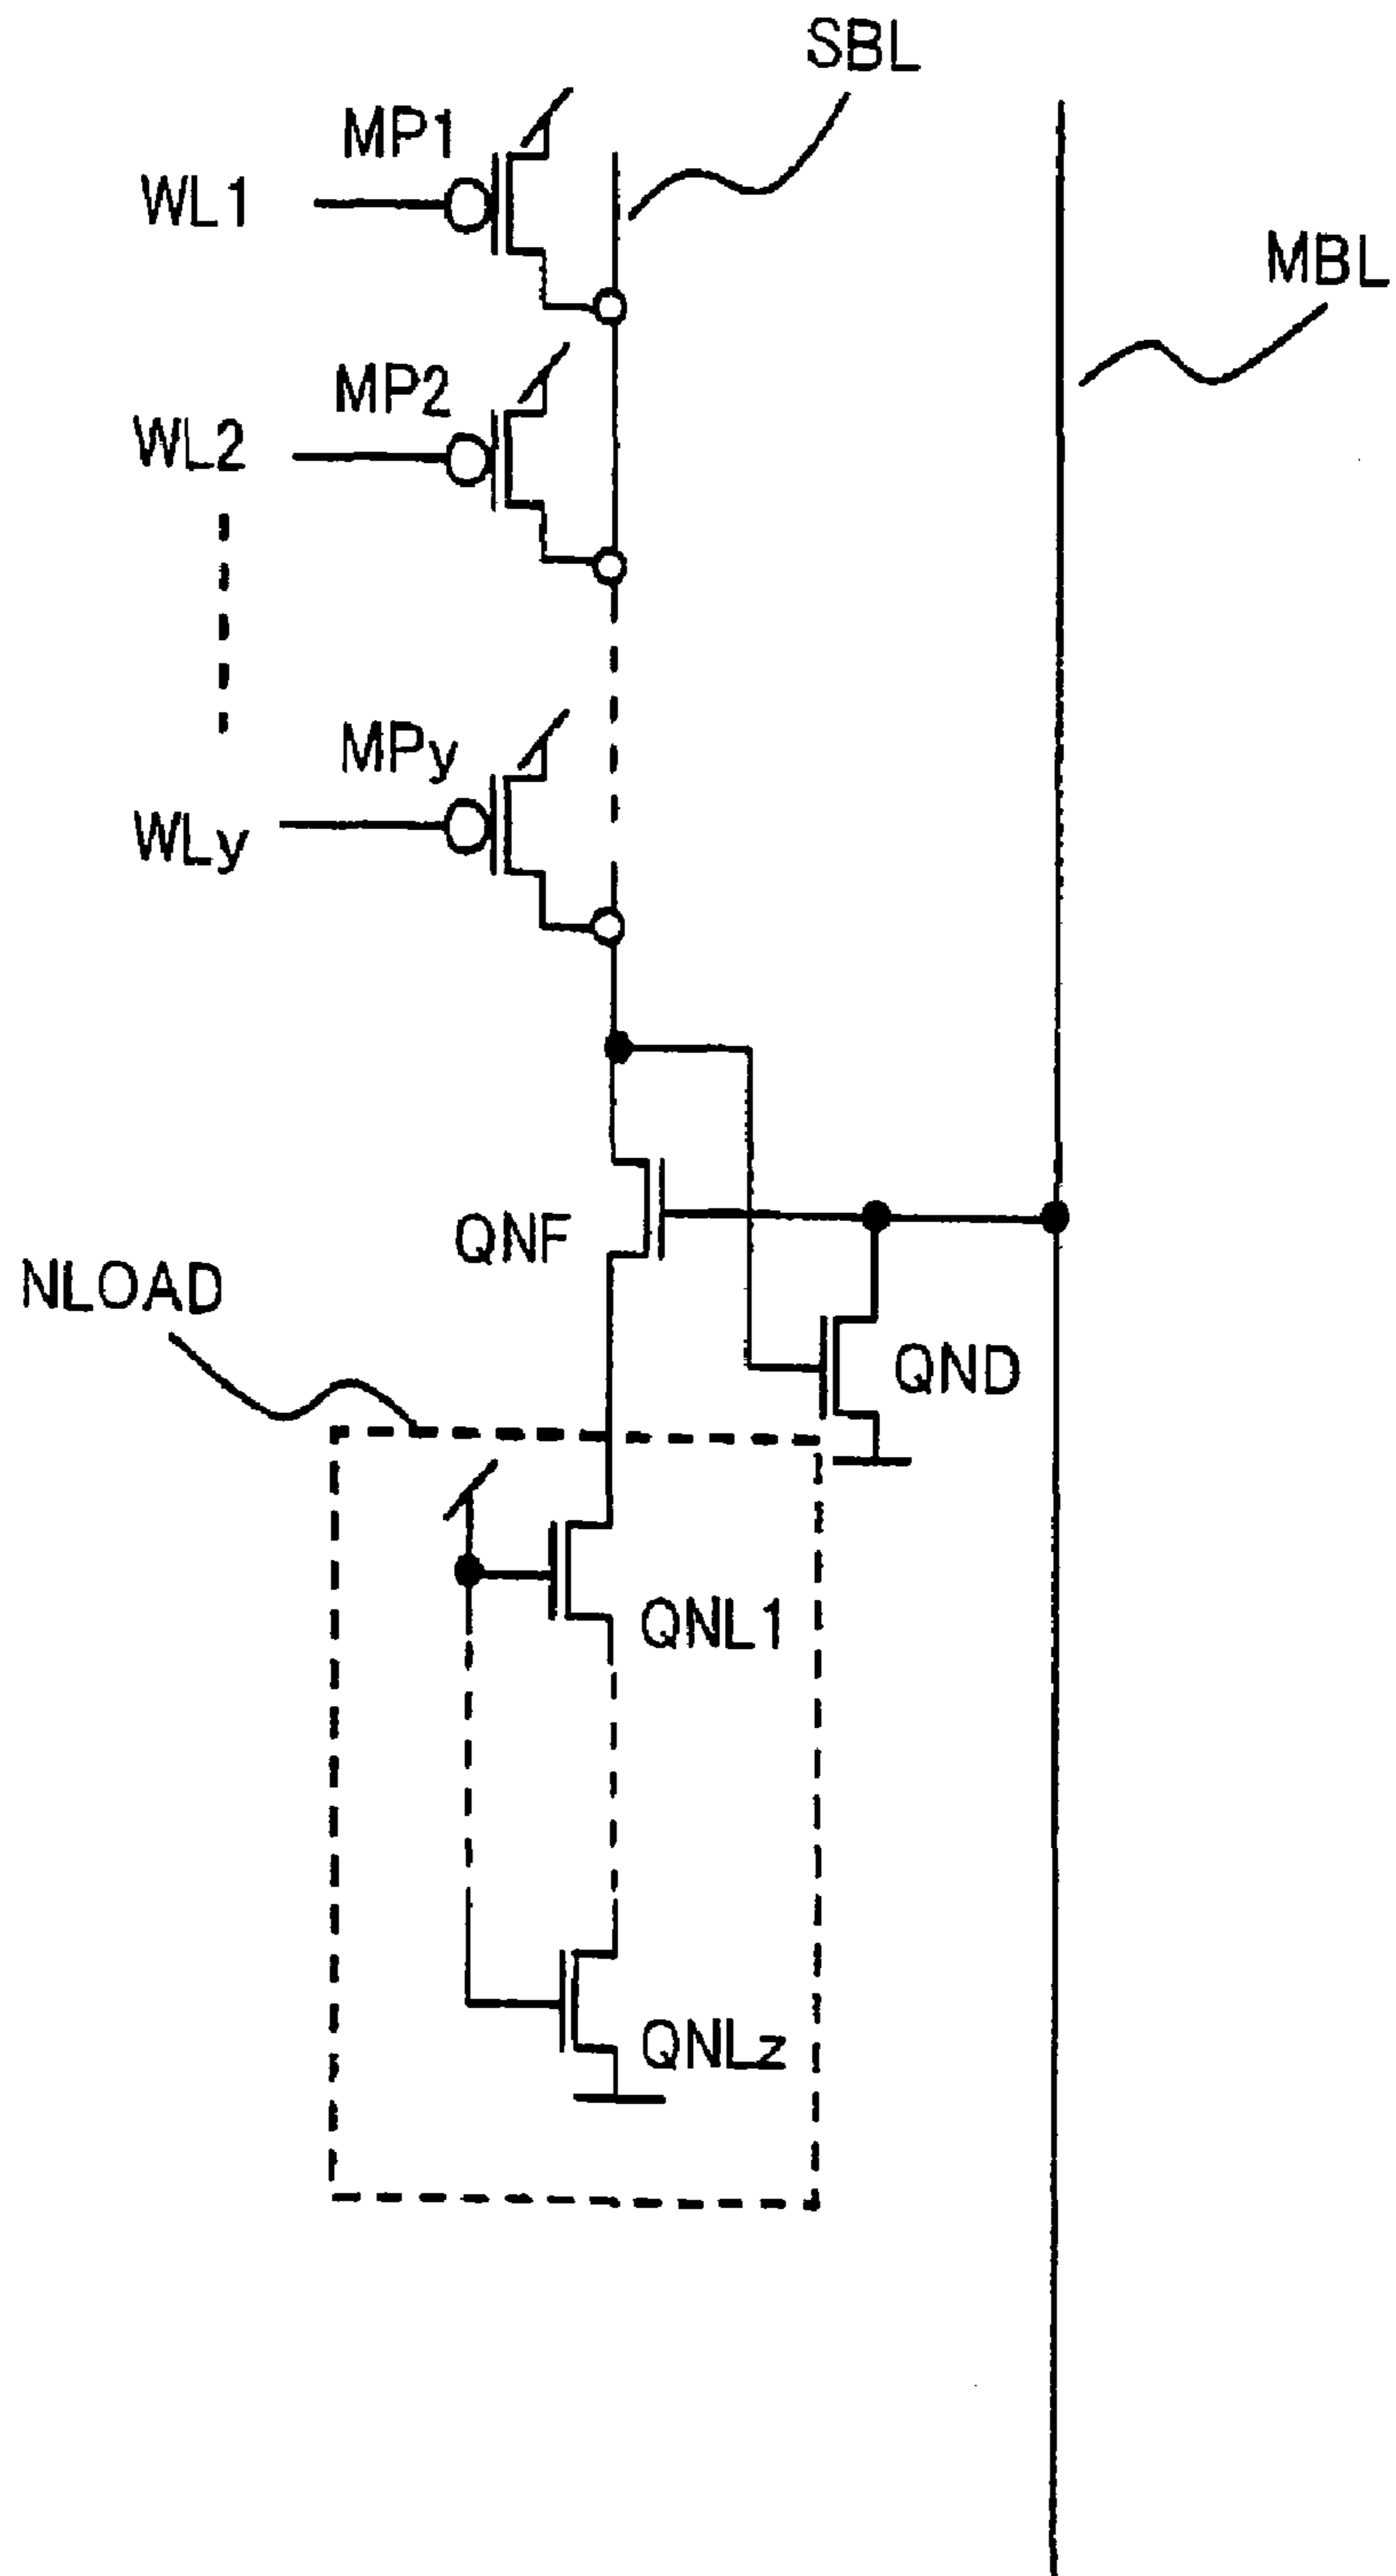 SBL
MP1
WL1
MBL
MP2
WL2
MPy
WLy
QNF
NLOAD
QND
QNL1
QNLz